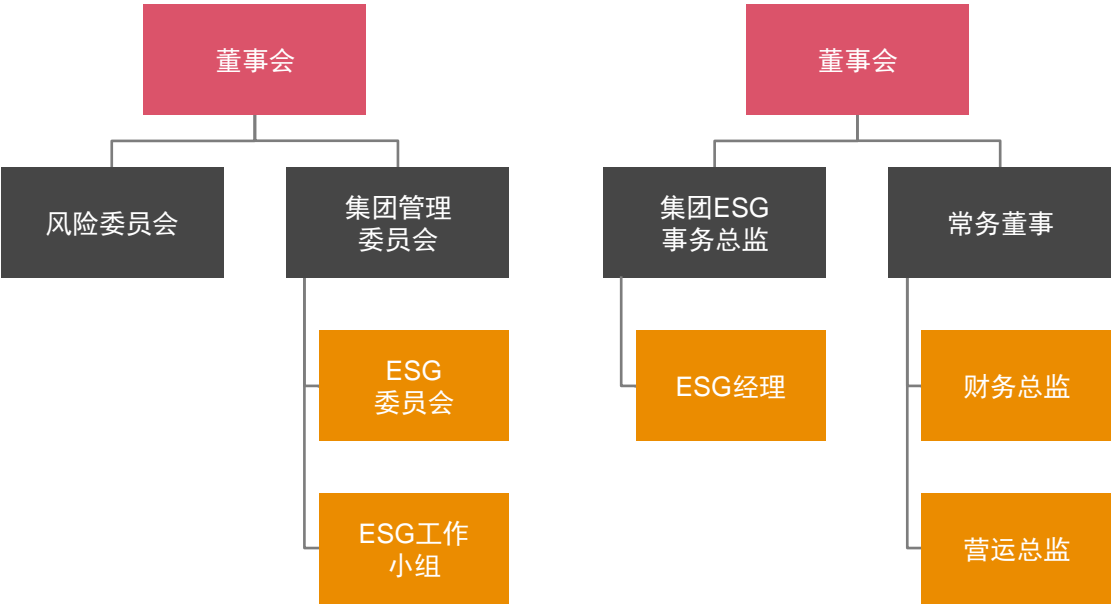 董事会
风险委员会
集团管理
委员会
ESG
委员会
ESG工作
小组
董事会
集团ESG
事务总监
常务董事
ESG经理
财务总监
营运总监